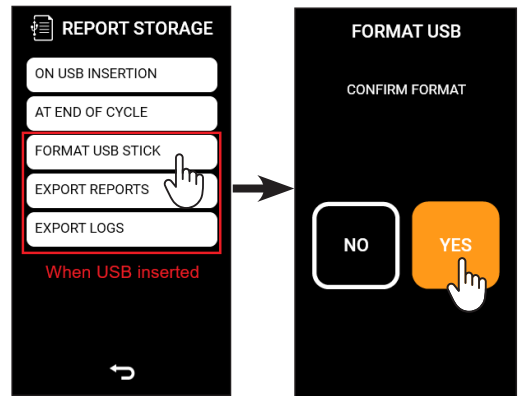 REPORT STORAGE
ON USB INSERTION
AT END OF CYCLE
FORMAT USB STICK
EXPORT REPORTS
EXPORT LOGS
When USB inserted
FORMAT USB
CONFIRM FORMAT
NO
YES